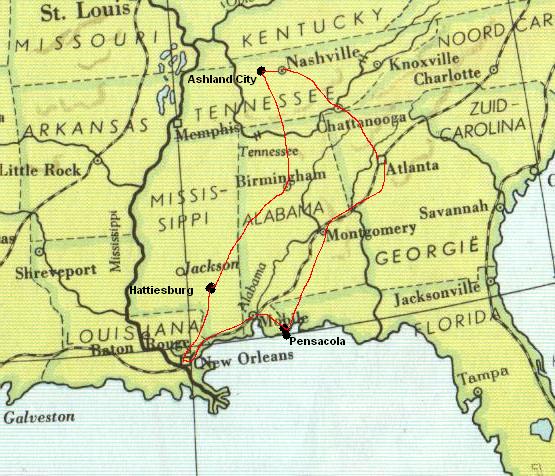 St. Louis
MISSOURI
KENTUCKY
NOORD CAR
Nashville
Knoxville
Charlotte
Ashland City
TENNESSEE
ZUID-
CAROLINA
ARKANSAS
Memphis
Chattanooga
Tennessee
Little Rock
Birmingham
Atlanta
MISSIS-
SIPPI
ALABAMA
Savannah
Montgomery
Mississippi
GEORGIË
Shreveport
Jackson
Alabama
Hattiesburg
Jacksonville
Mobile
LOUISIANA
FLORIDA
Baton Rouge
Pensacola
New Orleans
Tampa
Galveston